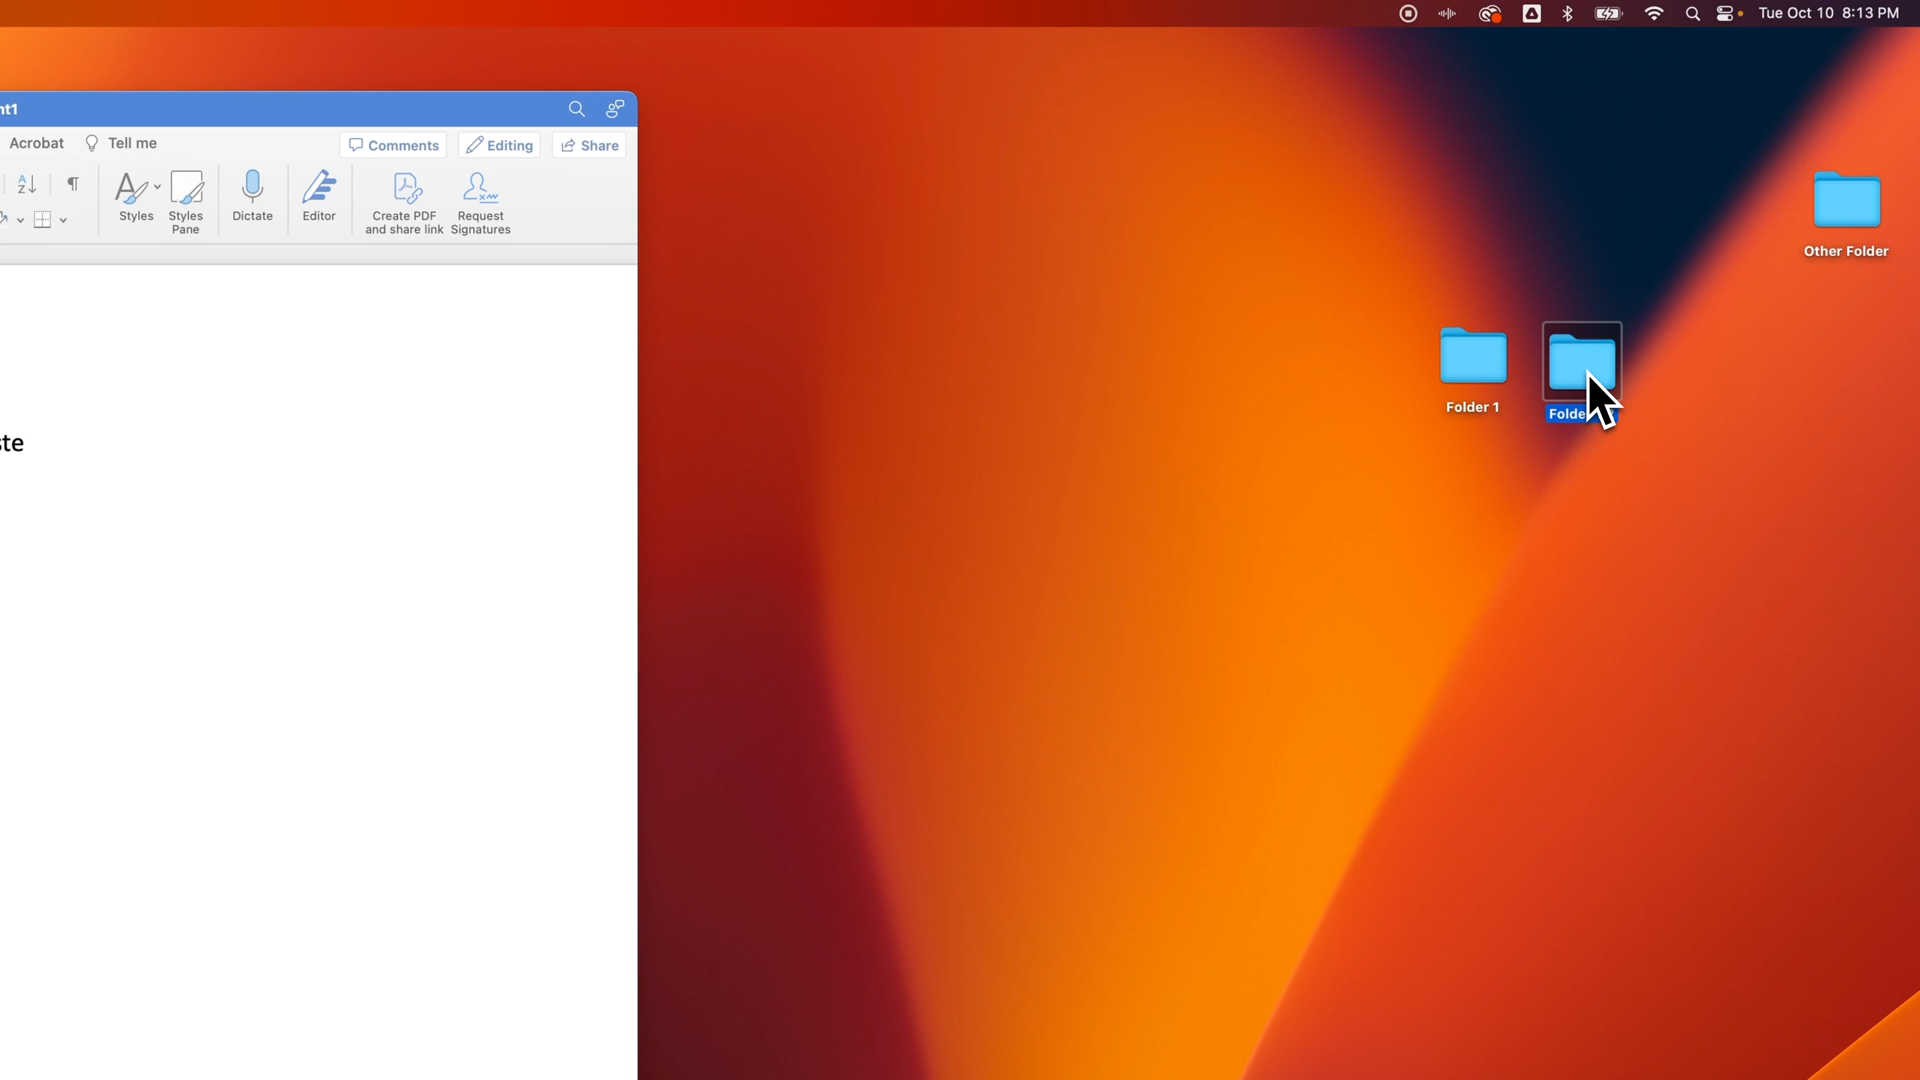 Tue Oct 10 8:13 PM
nt1
Acrobat Tell me Comments Editing Share
Styles
Styles Pane
Dictate
Editor
Create PDF and share link
Request Signatures
ste
Other Folder
Folder 1